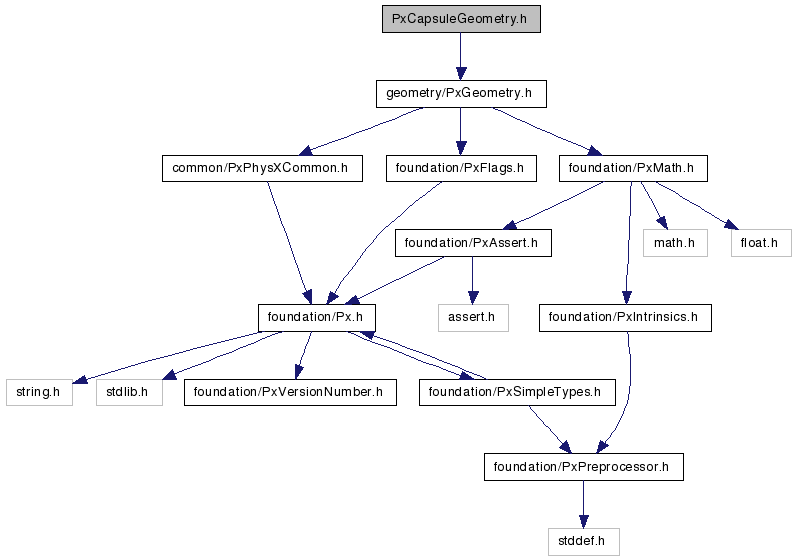 PxCapsuleGeometry.h
geometry/PxGeometry.h
common/PxPhysXCommon.h
foundation/PxFlags.h
foundation/PxMath.h
foundation/PxAssert.h
math.h
float.h
foundation/Px.h
assert.h
foundation/PxIntrinsics.h
string.h
stdlib.h
foundation/PxVersionNumber.h
foundation/PxSimpleTypes.h
foundation/PxPreprocessor.h
stddef.h